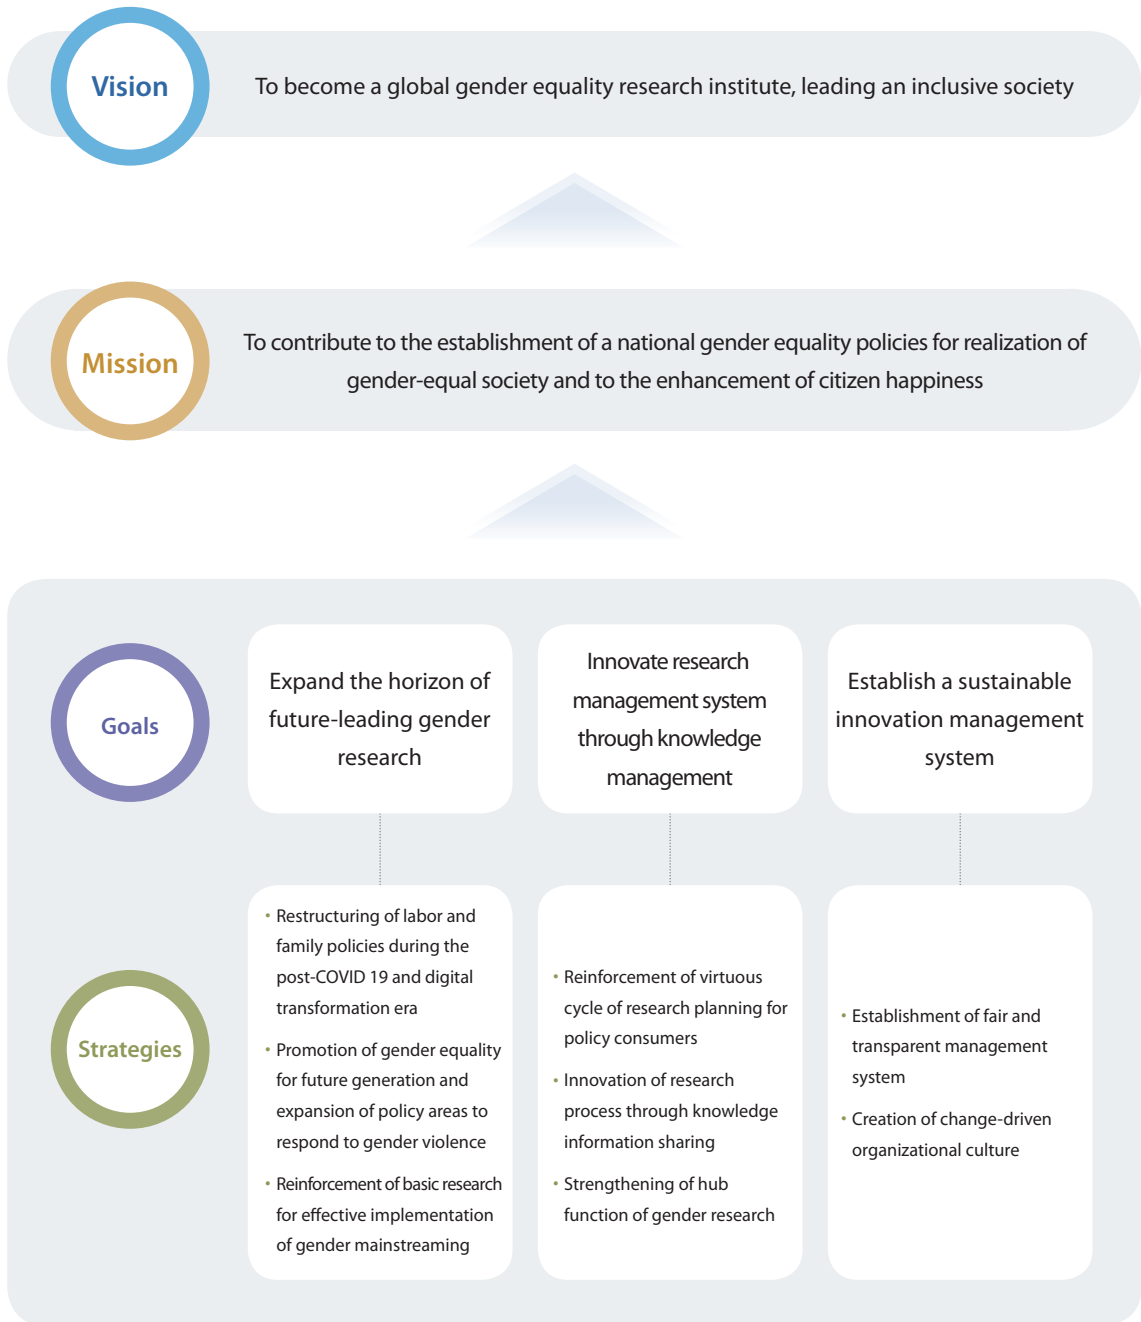 Vision
To become a global gender equality research institute, leading an inclusive society
Mission
To contribute to the establishment of a national gender equality policies for realization of
gender-equal society and to the enhancement of citizen happiness
Goals
Expand the horizon of
future-leading gender
research
Innovate research
management system
through knowledge
management
Establish a sustainable
innovation management
system
Strategies
• Restructuring of labor and
family policies during the
post-COVID 19 and digital
transformation era
• Promotion of gender equality
for future generation and
expansion of policy areas to
respond to gender violence
• Reinforcement of basic research
for effective implementation
of gender mainstreaming
• Reinforcement of virtuous
cycle of research planning for
policy consumers
• Innovation of research
process through knowledge
information sharing
• Strengthening of hub
function of gender research
• Establishment of fair and
transparent management
system
• Creation of change-driven
organizational culture